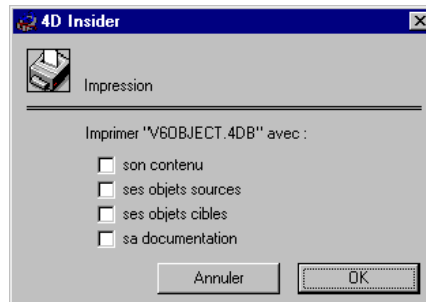 4D Insider
Impression
Imprimer "V6OBJECT.4DB" avec :
son contenu
ses objets sources
ses objets cibles
sa documentation
Annuler
OK